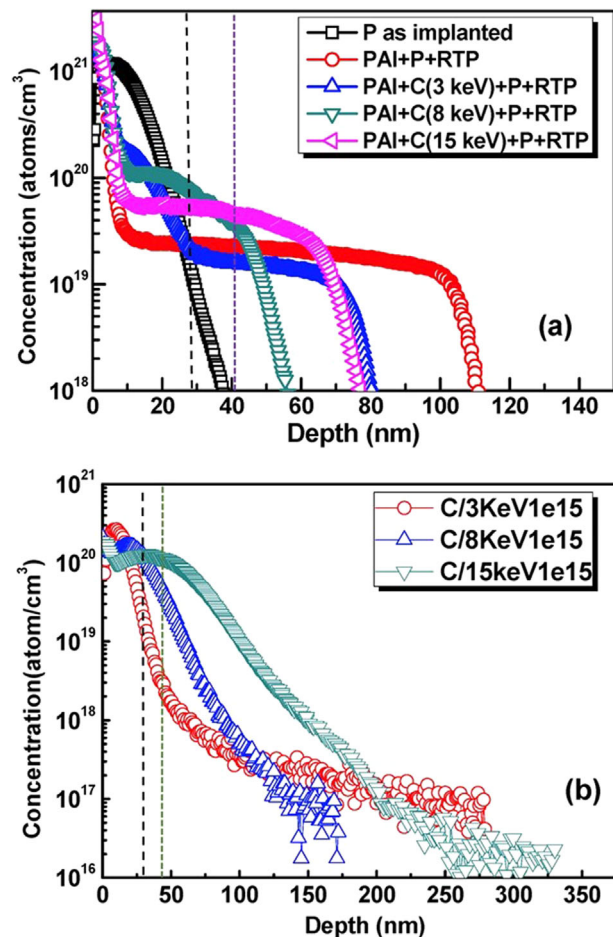 P as implanted
PAI+P+RTP
PAI+C(3 keV)+P+RTP
PAI+C(8 keV)+P+RTP
PAI+C(15 keV)+P+RTP
(a)
Concentration (atoms/cm³)
10²¹
10²⁰
10¹⁹
10¹⁸
0 20 40 60 80 100 120 140
Depth (nm)
C/3KeV1e15
C/8KeV1e15
C/15keV1e15
(b)
Concentration(atom/cm³)
10²¹
10²⁰
10¹⁹
10¹⁸
10¹⁷
10¹⁶
0 50 100 150 200 250 300 350
Depth (nm)